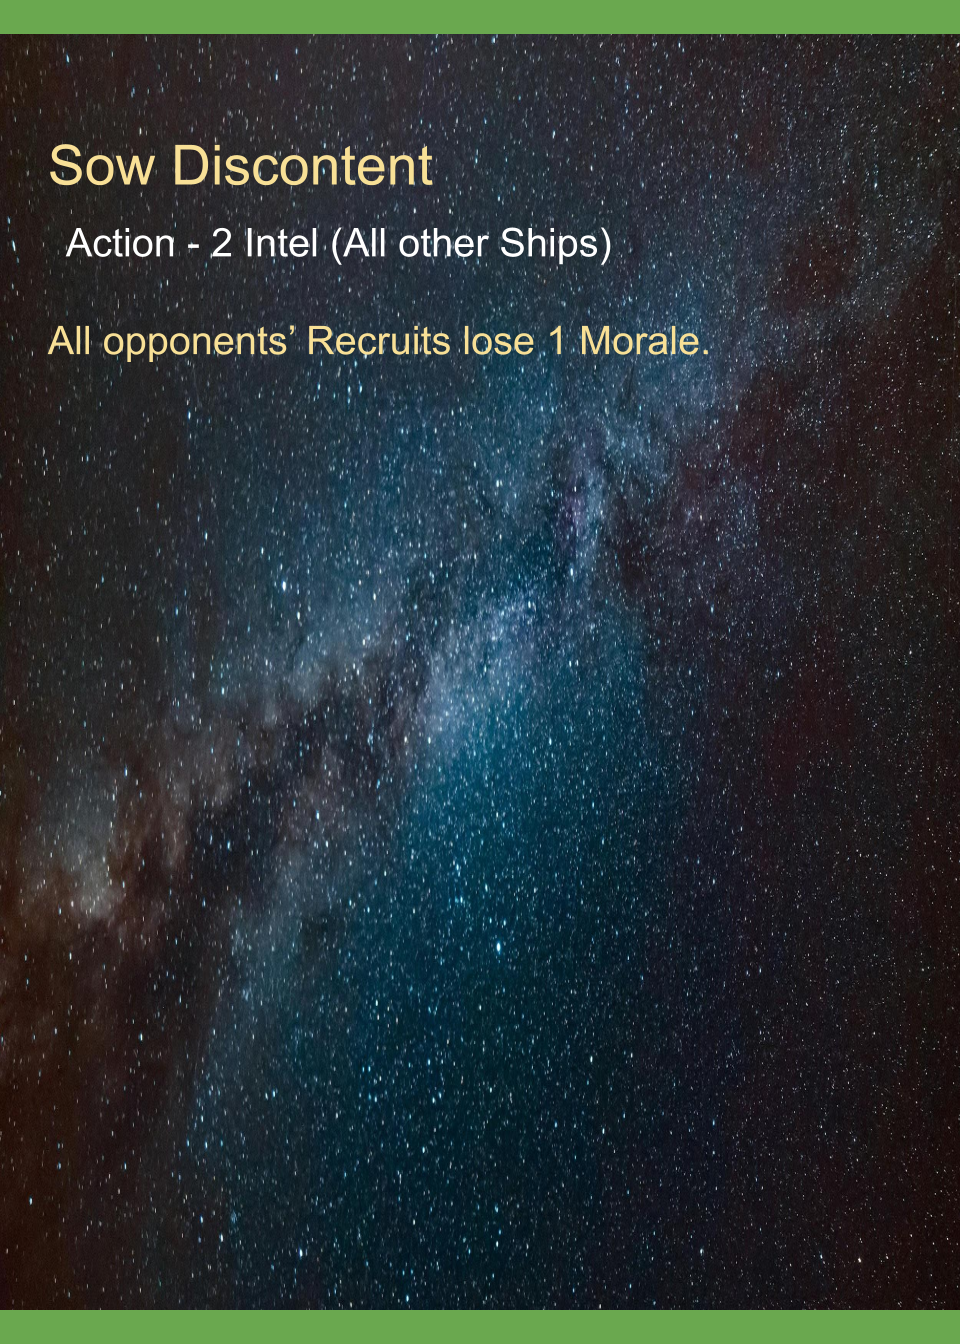 Sow Discontent
Action - 2 Intel (All other Ships)
All opponents’ Recruits lose 1 Morale.